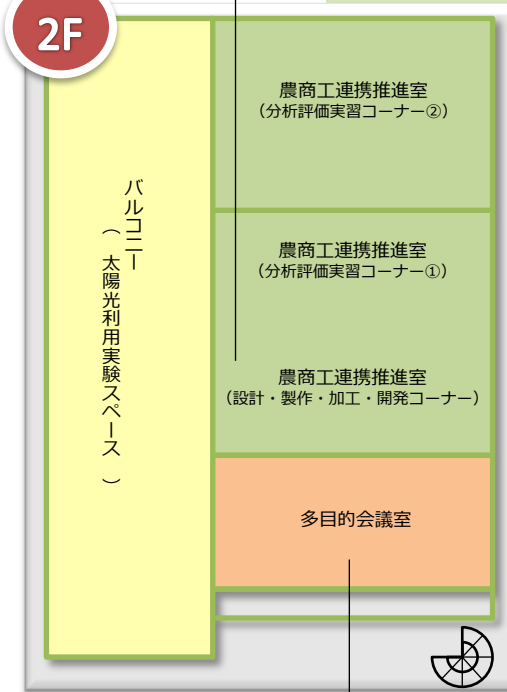 2F
農商工連携推進室
（分析評価実習コーナー②）
農商工連携推進室
（分析評価実習コーナー①）
農商工連携推進室
（設計・製作・加工・開発コーナー）
多目的会議室
バルコニー
（ 太陽光利用実験スペース ）